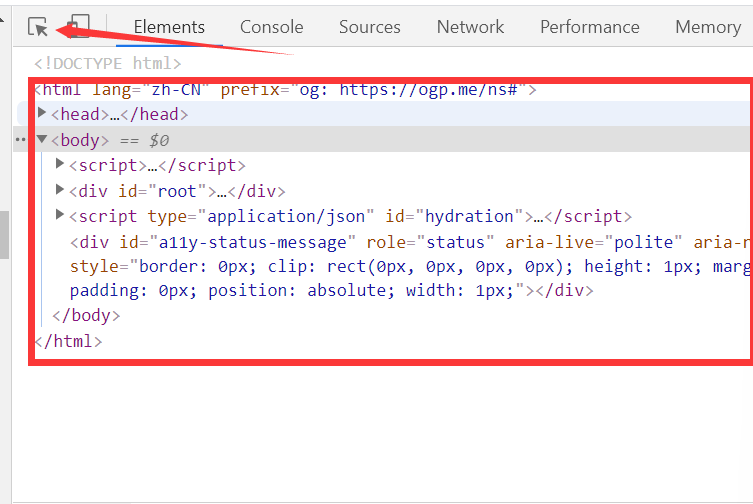 Elements Console Sources Network Performance Memory
<!DOCTYPE html>
<html lang="zh-CN" prefix="og: https://ogp.me/ns#">
<head>…</head>
<body> == $0
<script>…</script>
<div id="root">…</div>
<script type="application/json" id="hydration">…</script>
<div id="a11y-status-message" role="status" aria-live="polite" aria-r
style="border: 0px; clip: rect(0px, 0px, 0px, 0px); height: 1px; marg
padding: 0px; position: absolute; width: 1px;"></div>
</body>
</html>